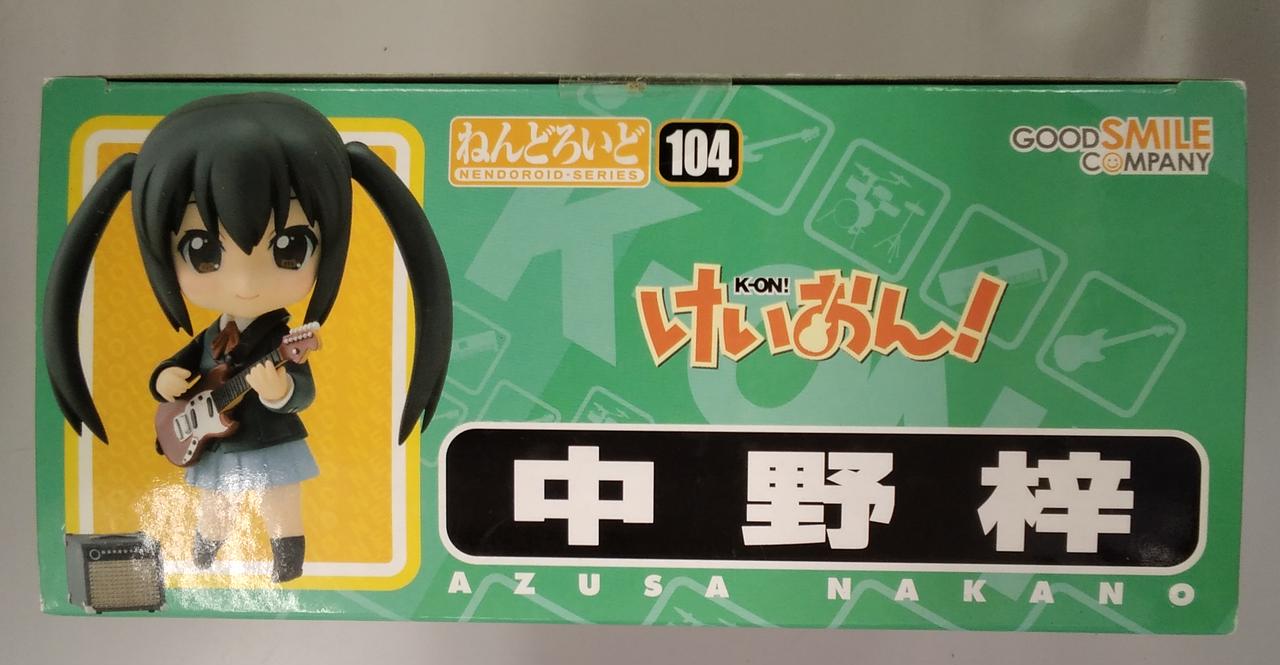 ねんどろいど
NENDOROID·SERIES
104
GOOD SMILE
COMPANY
K-ON!
けいおん!
K-ON!
中野梓
AZUSA NAKANO